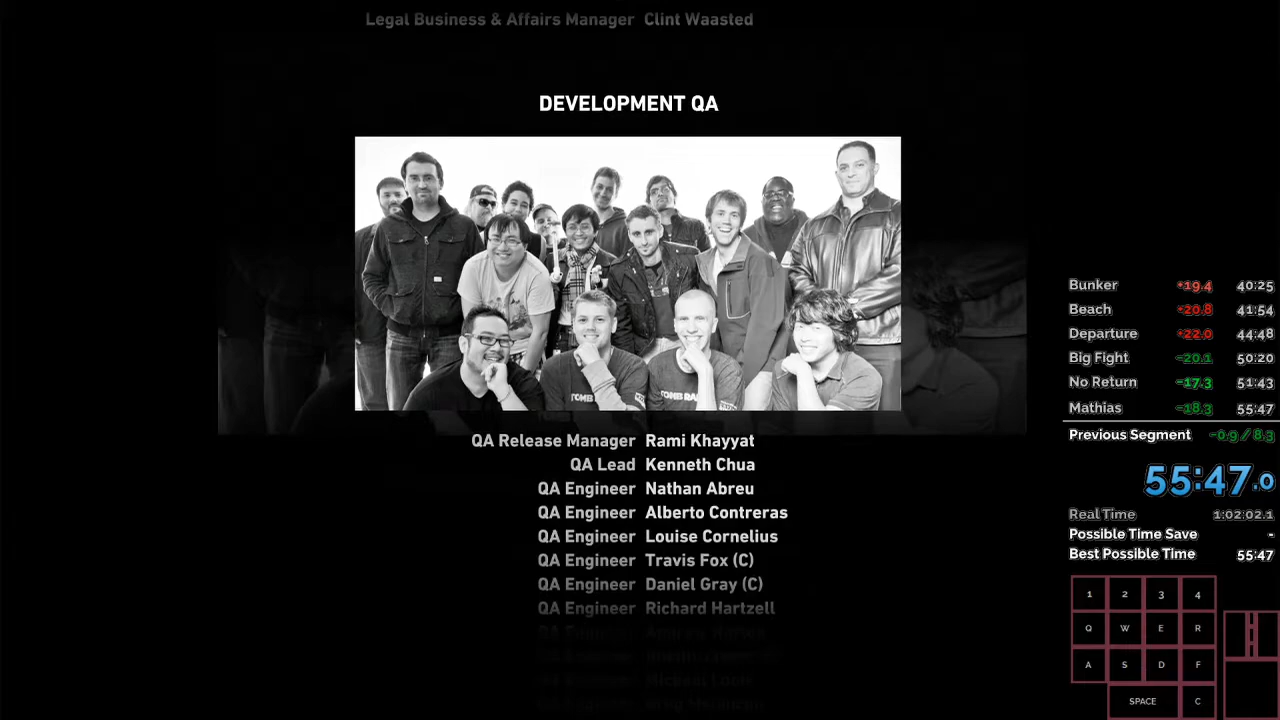 Legal Business & Affairs Manager Clint Waasted
DEVELOPMENT QA
QA Release Manager Rami Khayyat
QA Lead Kenneth Chua
QA Engineer Nathan Abreu
QA Engineer Alberto Contreras
QA Engineer Louise Cornelius
QA Engineer Travis Fox (C)
QA Engineer Daniel Gray (C)
QA Engineer Richard Hartzell
Bunker +19.4 40:25
Beach +20.8 41:54
Departure +22.0 44:48
Big Fight -20.1 50:20
No Return -17.3 51:43
Mathias -18.3 55:47
Previous Segment -0.9 / 8.3
55:47.0
Real Time 1:02:02.1
Possible Time Save -
Best Possible Time 55:47
1 2 3 4
Q W E R
A S D F
SPACE C